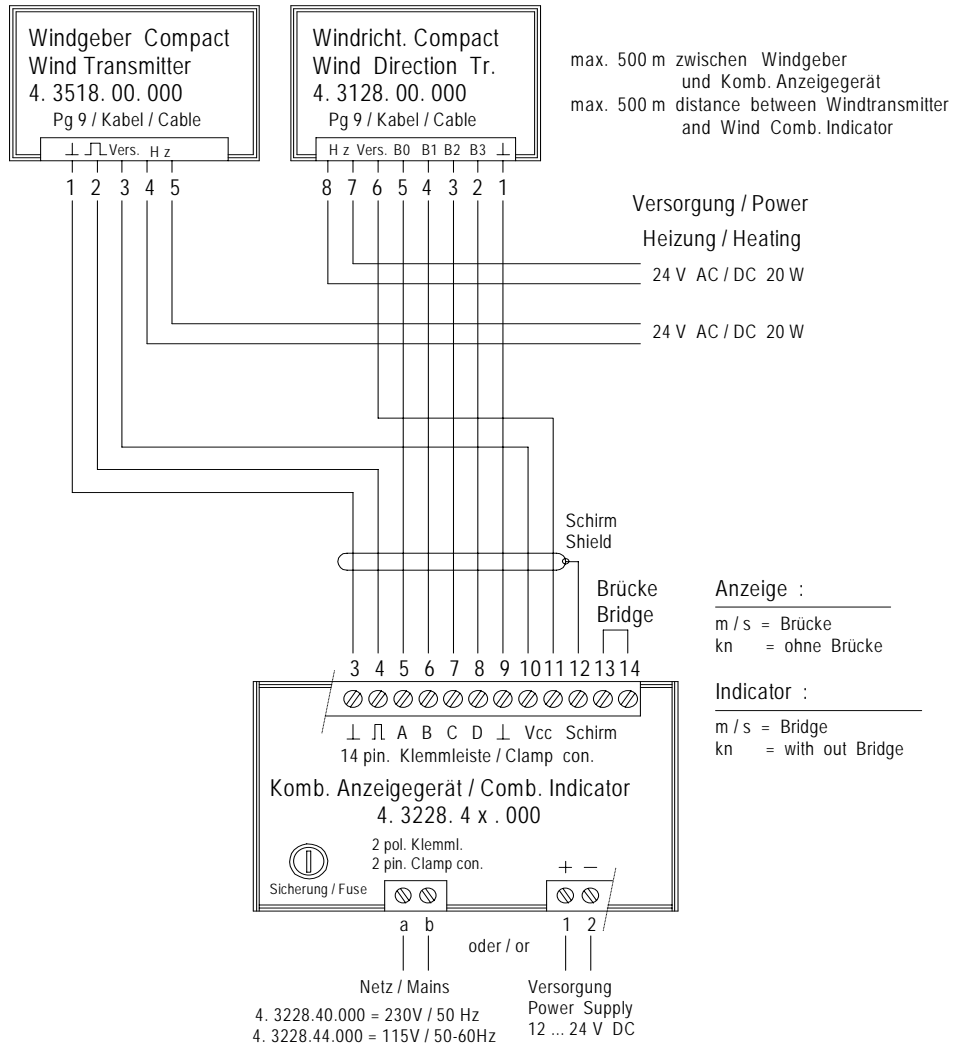 Windgeber Compact
Wind Transmitter
4. 3518. 00. 000
Pg 9 / Kabel / Cable
⊥ ⎍ Vers. H z
1 2 3 4 5
Windricht. Compact
Wind Direction Tr.
4. 3128. 00. 000
Pg 9 / Kabel / Cable
H z Vers. B0 B1 B2 B3 ⊥
8 7 6 5 4 3 2 1
max. 500 m zwischen Windgeber
und Komb. Anzeigegerät
max. 500 m distance between Windtransmitter
and Wind Comb. Indicator
Versorgung / Power
Heizung / Heating
24 V AC / DC 20 W
24 V AC / DC 20 W
Schirm
Shield
Brücke
Bridge
Anzeige :
m / s = Brücke
kn = ohne Brücke
Indicator :
m / s = Bridge
kn = with out Bridge
3 4 5 6 7 8 9 10 11 12 13 14
⊥ ⎍ A B C D ⊥ Vcc Schirm
14 pin. Klemmleiste / Clamp con.
Komb. Anzeigegerät / Comb. Indicator
4. 3228. 4 x . 000
2 pol. Klemml.
2 pin. Clamp con.
+ −
Sicherung / Fuse
a b
1 2
oder / or
Netz / Mains
4. 3228.40.000 = 230V / 50 Hz
4. 3228.44.000 = 115V / 50-60Hz
Versorgung
Power Supply
12 ... 24 V DC